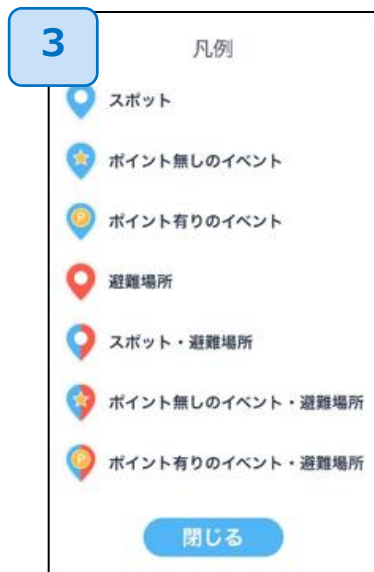 3
凡例
スポット
ポイント無しのイベント
ポイント有りのイベント
避難場所
スポット・避難場所
ポイント無しのイベント・避難場所
ポイント有りのイベント・避難場所
閉じる